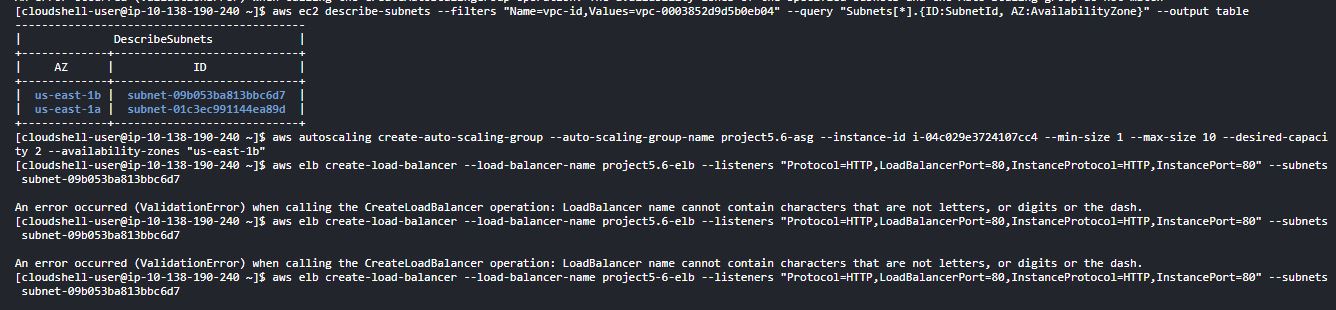 [cloudshell-user@ip-10-138-190-240 ~]$ aws ec2 describe-subnets --filters "Name=vpc-id,Values=vpc-0003852d9d5b0eb04" --query "Subnets[*].{ID:SubnetId, AZ:AvailabilityZone}" --output table
-----------------------------------------
|            DescribeSubnets            |
+-------------+-------------------------+
|     AZ      |           ID            |
+-------------+-------------------------+
|  us-east-1b |  subnet-09b053ba813bbc6d7  |
|  us-east-1a |  subnet-01c3ec991144ea89d  |
+-------------+-------------------------+
[cloudshell-user@ip-10-138-190-240 ~]$ aws autoscaling create-auto-scaling-group --auto-scaling-group-name project5.6-asg --instance-id i-04c029e3724107cc4 --min-size 1 --max-size 10 --desired-capaci
ty 2 --availability-zones "us-east-1b"
[cloudshell-user@ip-10-138-190-240 ~]$ aws elb create-load-balancer --load-balancer-name project5.6-elb --listeners "Protocol=HTTP,LoadBalancerPort=80,InstanceProtocol=HTTP,InstancePort=80" --subnets
subnet-09b053ba813bbc6d7
An error occurred (ValidationError) when calling the CreateLoadBalancer operation: LoadBalancer name cannot contain characters that are not letters, or digits or the dash.
[cloudshell-user@ip-10-138-190-240 ~]$ aws elb create-load-balancer --load-balancer-name project5.6-elb --listeners "Protocol=HTTP,LoadBalancerPort=80,InstanceProtocol=HTTP,InstancePort=80" --subnets
subnet-09b053ba813bbc6d7
An error occurred (ValidationError) when calling the CreateLoadBalancer operation: LoadBalancer name cannot contain characters that are not letters, or digits or the dash.
[cloudshell-user@ip-10-138-190-240 ~]$ aws elb create-load-balancer --load-balancer-name project5-6-elb --listeners "Protocol=HTTP,LoadBalancerPort=80,InstanceProtocol=HTTP,InstancePort=80" --subnets
subnet-09b053ba813bbc6d7